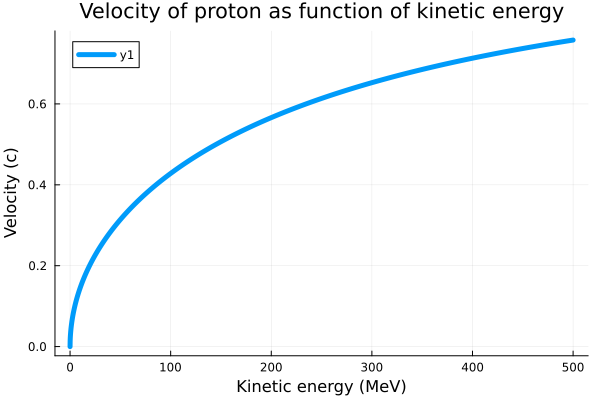 Velocity of proton as function of kinetic energy
y1
Velocity (c)
0.6
0.4
0.2
0.0
0 100 200 300 400 500
Kinetic energy (MeV)